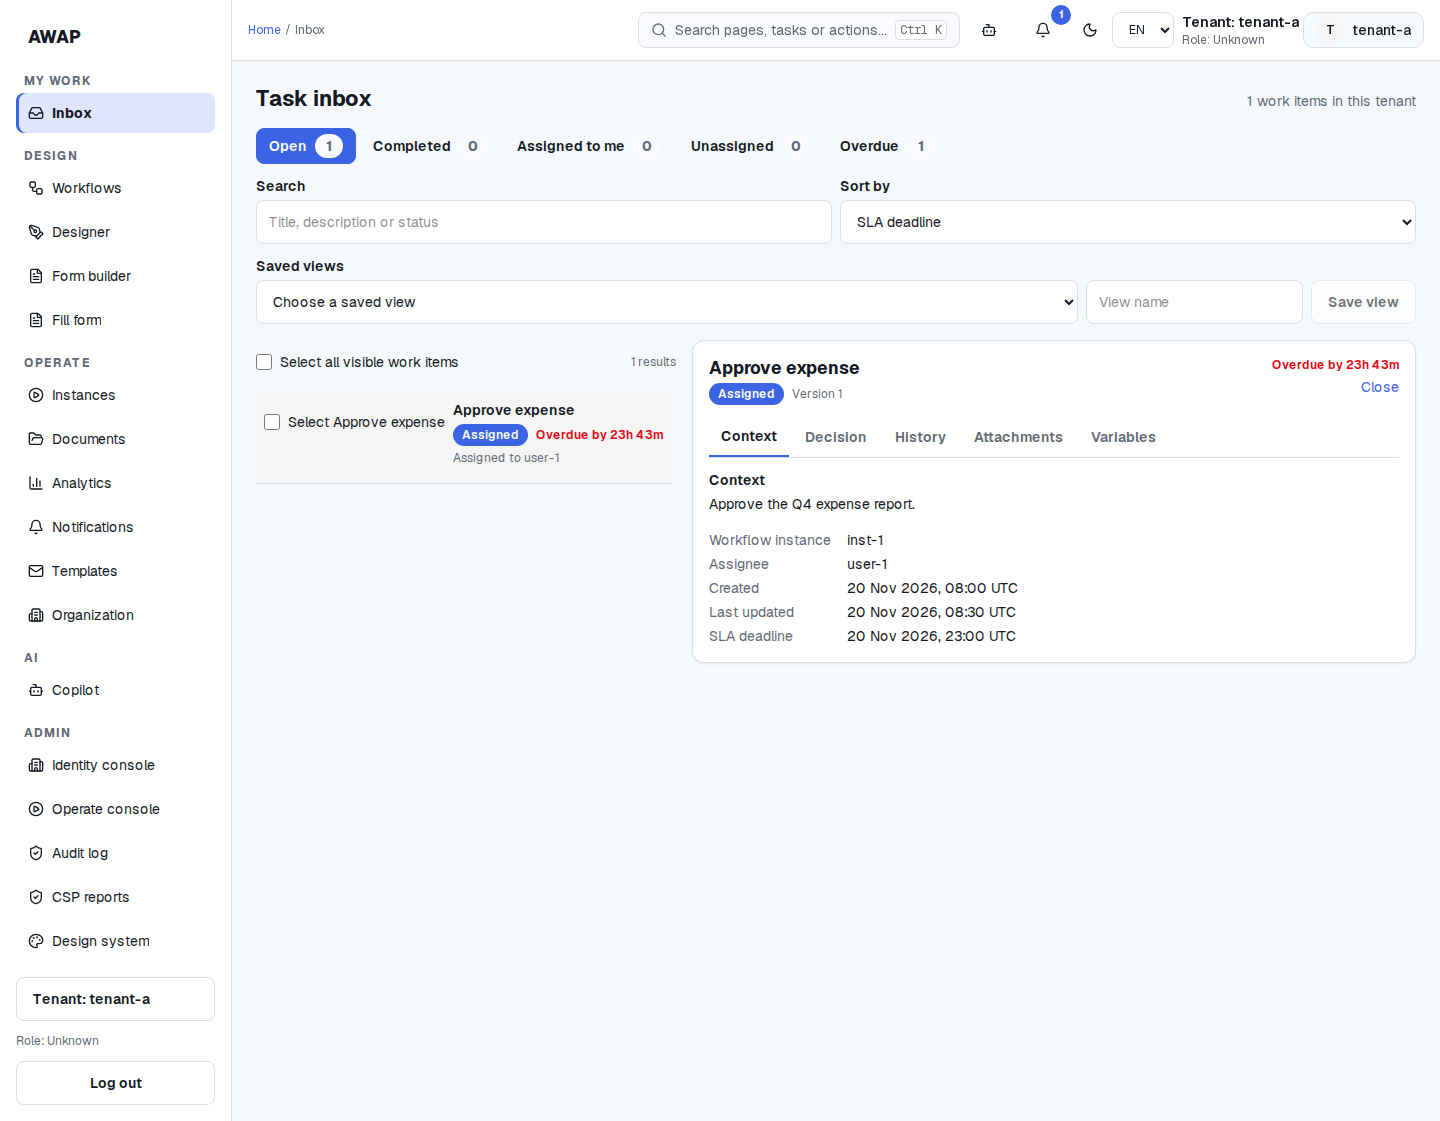 AWAP
MY WORK
Inbox
DESIGN
Workflows
Designer
Form builder
Fill form
OPERATE
Instances
Documents
Analytics
Notifications
Templates
Organization
AI
Copilot
ADMIN
Identity console
Operate console
Audit log
CSP reports
Design system
Tenant: tenant-a
Role: Unknown
Log out
Home / Inbox
Search pages, tasks or actions... Ctrl K
1
EN
Tenant: tenant-a
Role: Unknown
T tenant-a
Task inbox
1 work items in this tenant
Open 1 Completed 0 Assigned to me 0 Unassigned 0 Overdue 1
Search
Title, description or status
Sort by
SLA deadline
Saved views
Choose a saved view
View name
Save view
Select all visible work items
1 results
Select Approve expense
Approve expense
Assigned Overdue by 23h 43m
Assigned to user-1
Approve expense
Assigned Version 1
Overdue by 23h 43m
Close
Context Decision History Attachments Variables
Context
Approve the Q4 expense report.
Workflow instance inst-1
Assignee user-1
Created 20 Nov 2026, 08:00 UTC
Last updated 20 Nov 2026, 08:30 UTC
SLA deadline 20 Nov 2026, 23:00 UTC